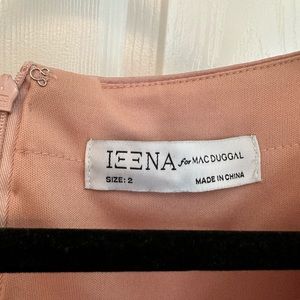 IEENA for MAC DUGGAL
SIZE: 2 MADE IN CHINA